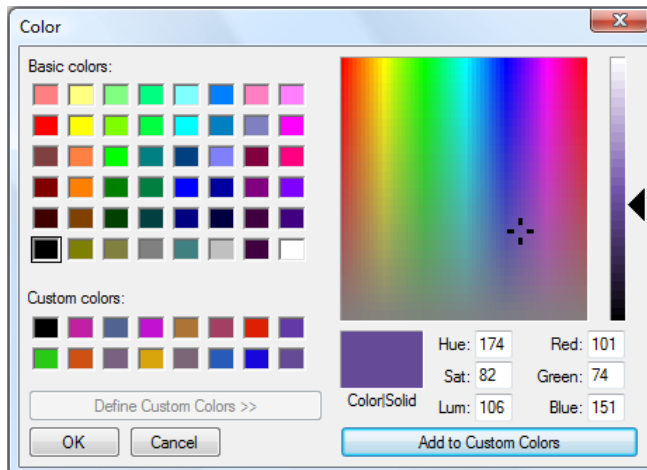 Color
Basic colors:
Custom colors:
Define Custom Colors >>
OK Cancel
Color|Solid
Hue: 174 Red: 101
Sat: 82 Green: 74
Lum: 106 Blue: 151
Add to Custom Colors